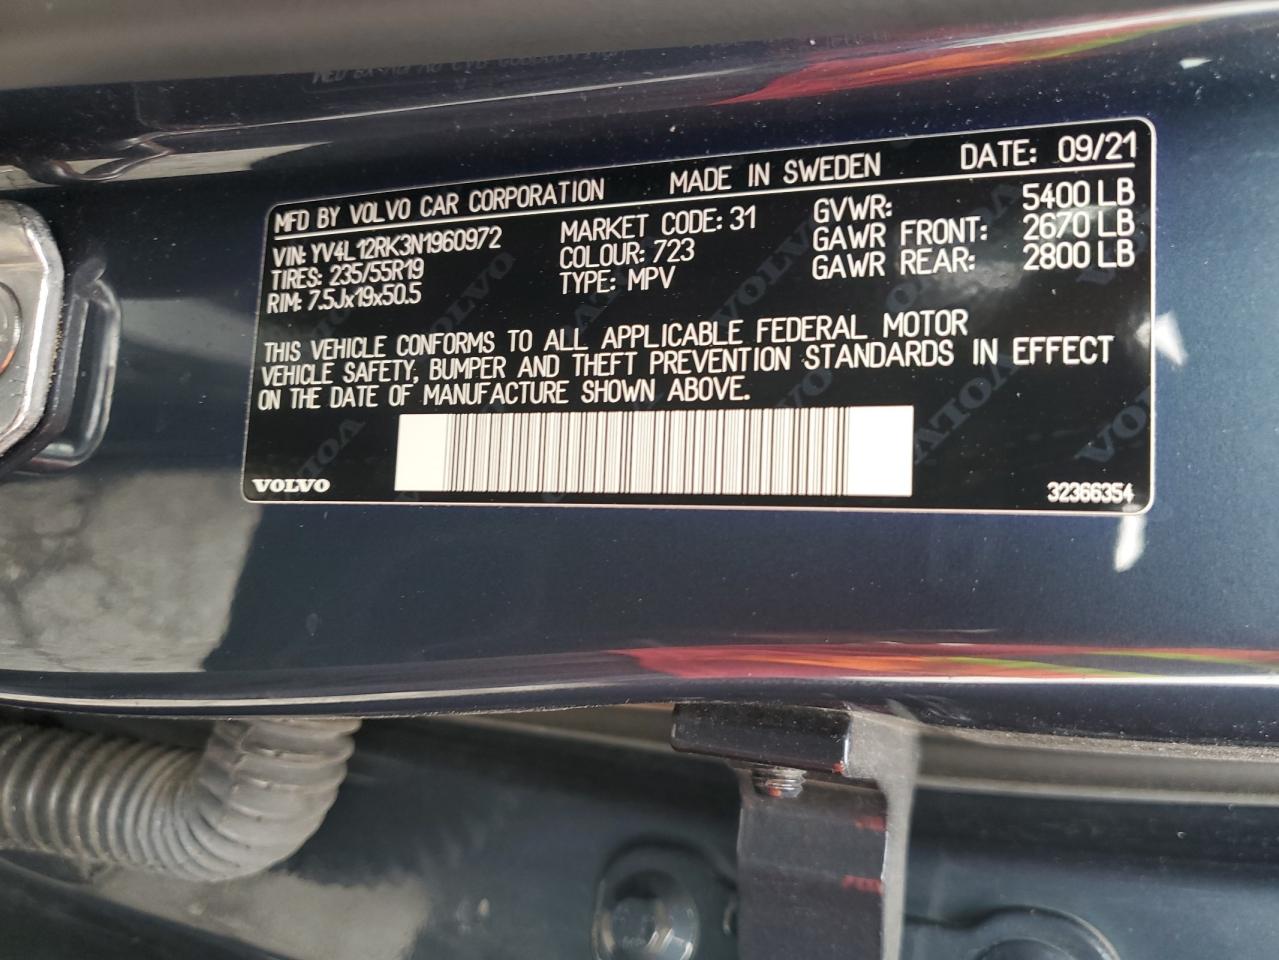 MFD BY VOLVO CAR CORPORATION MADE IN SWEDEN DATE: 09/21
VIN: YV4L12RK3N1960972 MARKET CODE: 31 GVWR: 5400 LB
TIRES: 235/55R19 COLOUR: 723 GAWR FRONT: 2670 LB
RIM: 7.5Jx19x50.5 TYPE: MPV GAWR REAR: 2800 LB
THIS VEHICLE CONFORMS TO ALL APPLICABLE FEDERAL MOTOR
VEHICLE SAFETY, BUMPER AND THEFT PREVENTION STANDARDS IN EFFECT
ON THE DATE OF MANUFACTURE SHOWN ABOVE.
VOLVO 32366354